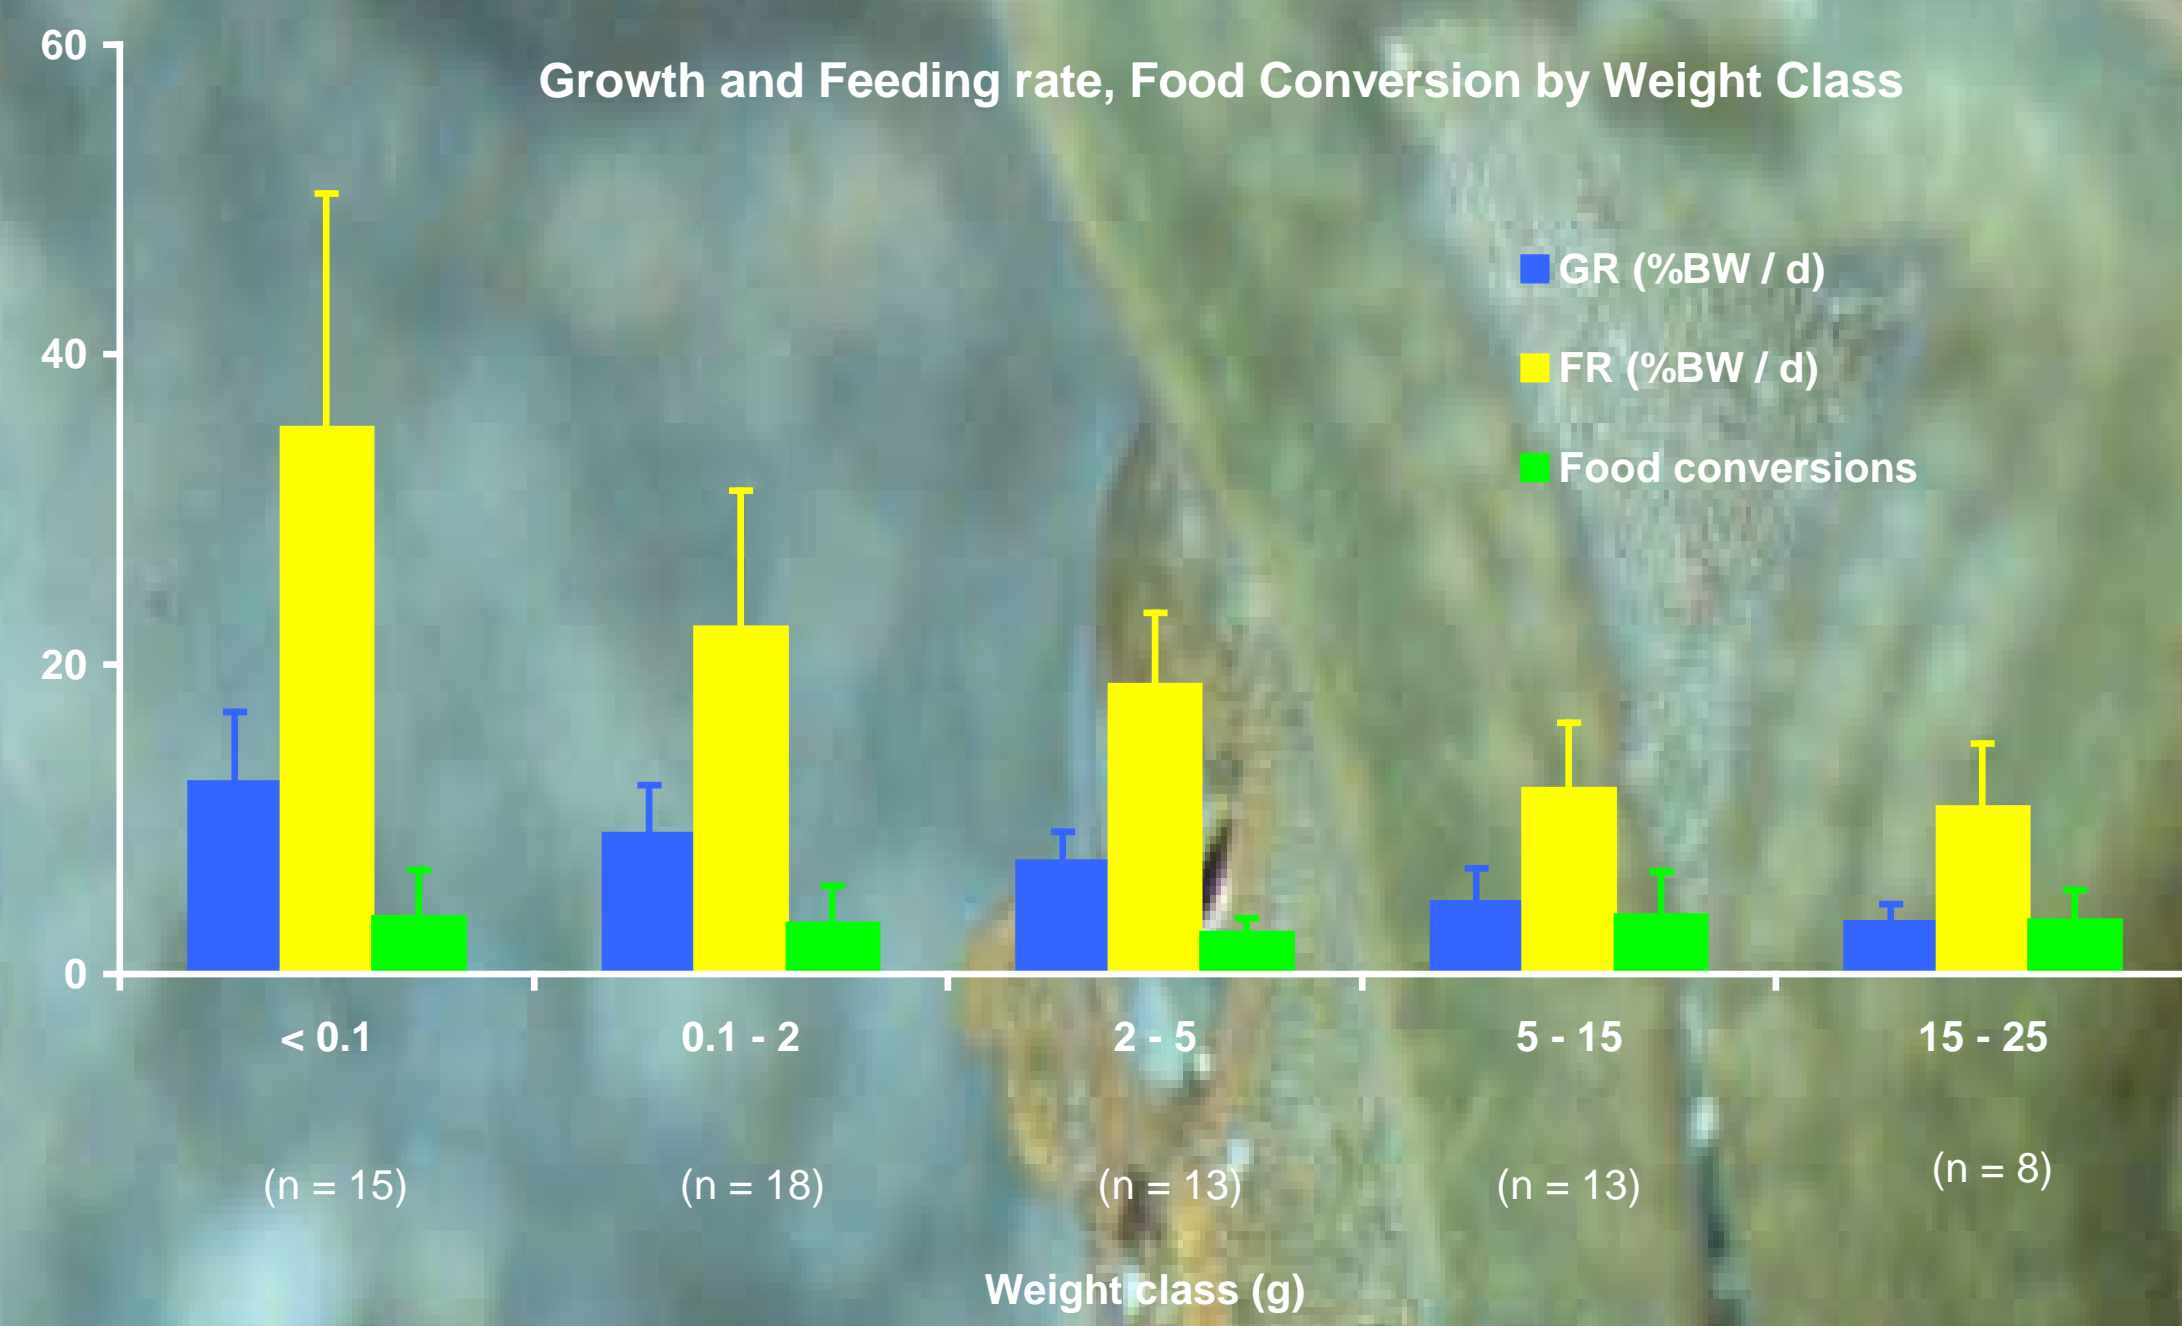 Growth and Feeding rate, Food Conversion by Weight Class
60
40
20
0
GR (%BW / d)
FR (%BW / d)
Food conversions
< 0.1 0.1 - 2 2 - 5 5 - 15 15 - 25
(n = 15) (n = 18) (n = 13) (n = 13) (n = 8)
Weight class (g)